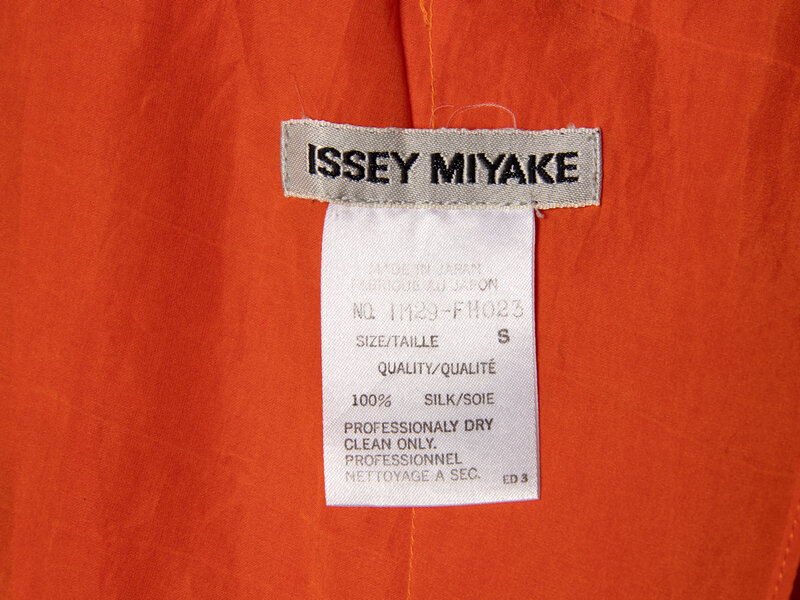 ISSEY MIYAKE
MADE IN JAPAN
FABRIQUE AU JAPON
NO. IM29-FH023
SIZE/TAILLE S
QUALITY/QUALITÉ
100% SILK/SOIE
PROFESSIONALY DRY
CLEAN ONLY.
PROFESSIONNEL
NETTOYAGE A SEC. ED 3